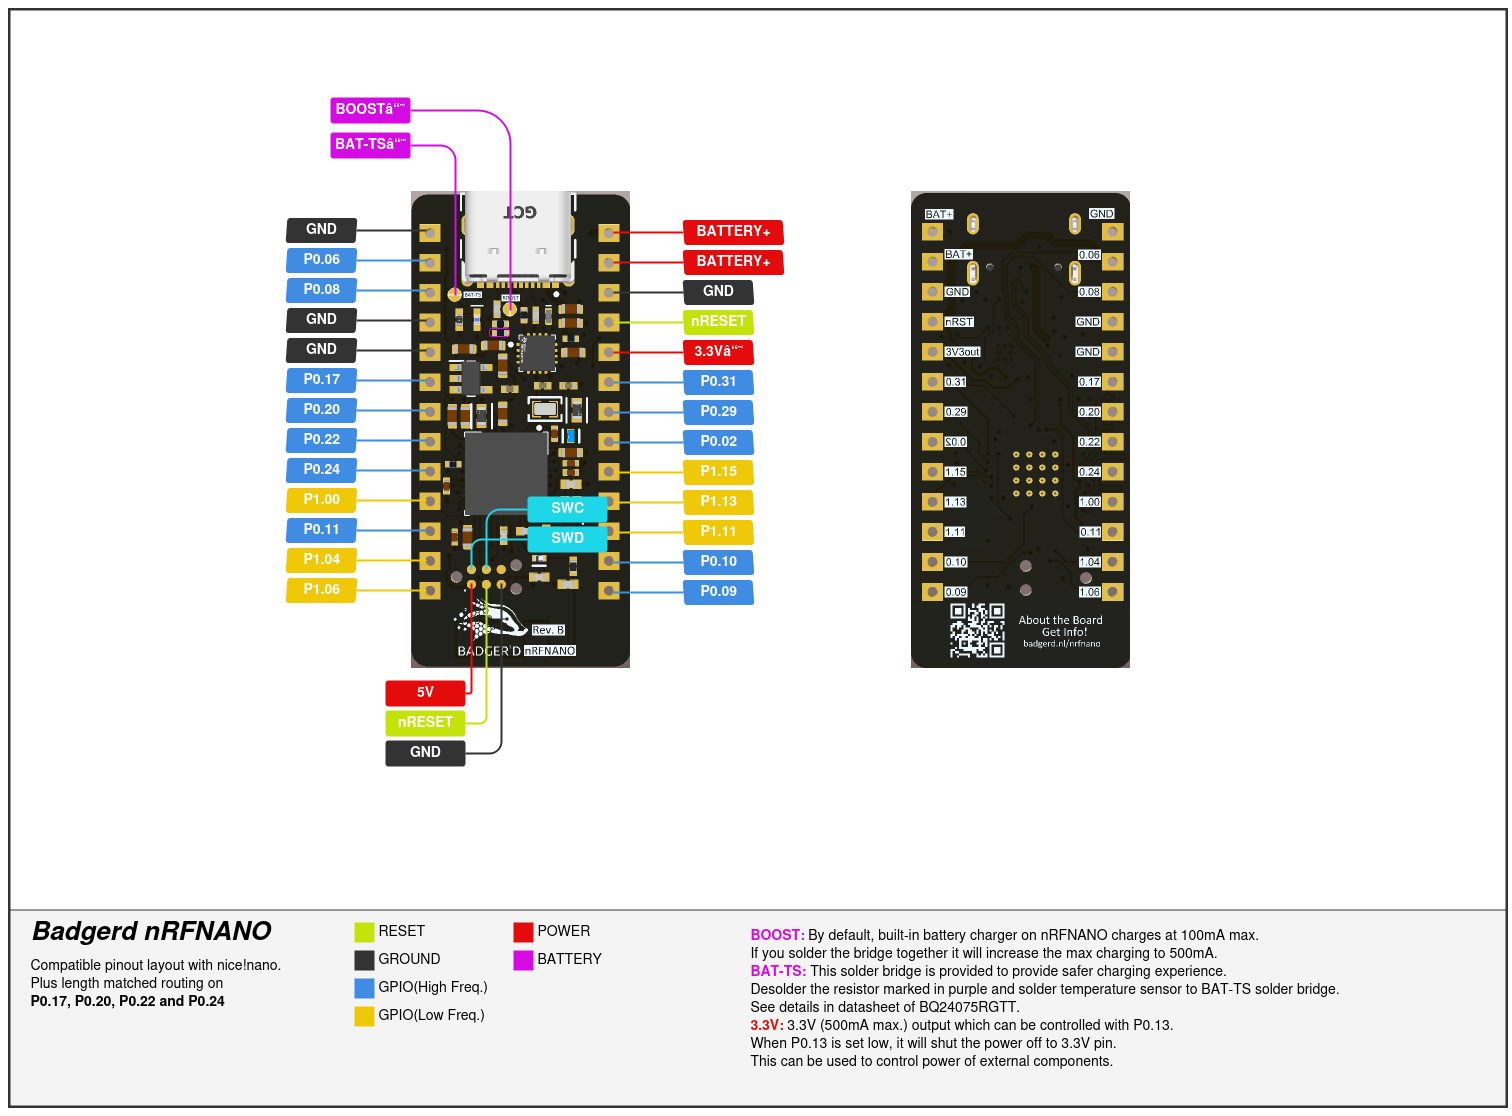 BOOSTâ“˜
BAT-TSâ“˜
GND
P0.06
P0.08
GND
GND
P0.17
P0.20
P0.22
P0.24
P1.00
P0.11
P1.04
P1.06
GCT
BAT-TS
BOOST
BATTERY+
BATTERY+
GND
nRESET
3.3Vâ“˜
P0.31
P0.29
P0.02
P1.15
P1.13
P1.11
P0.10
P0.09
SWC
SWD
Rev. B
BADGER'D nRFNANO
5V
nRESET
GND
BAT+
BAT+
GND
nRST
3V3out
0.31
0.29
0.02
1.15
1.13
1.11
0.10
0.09
GND
0.06
0.08
GND
GND
0.17
0.20
0.22
0.24
1.00
0.11
1.04
1.06
About the Board
Get Info!
badgerd.nl/nrfnano
Badgerd nRFNANO
Compatible pinout layout with nice!nano.
Plus length matched routing on
P0.17, P0.20, P0.22 and P0.24
RESET
GROUND
GPIO(High Freq.)
GPIO(Low Freq.)
POWER
BATTERY
BOOST: By default, built-in battery charger on nRFNANO charges at 100mA max.
If you solder the bridge together it will increase the max charging to 500mA.
BAT-TS: This solder bridge is provided to provide safer charging experience.
Desolder the resistor marked in purple and solder temperature sensor to BAT-TS solder bridge.
See details in datasheet of BQ24075RGTT.
3.3V: 3.3V (500mA max.) output which can be controlled with P0.13.
When P0.13 is set low, it will shut the power off to 3.3V pin.
This can be used to control power of external components.